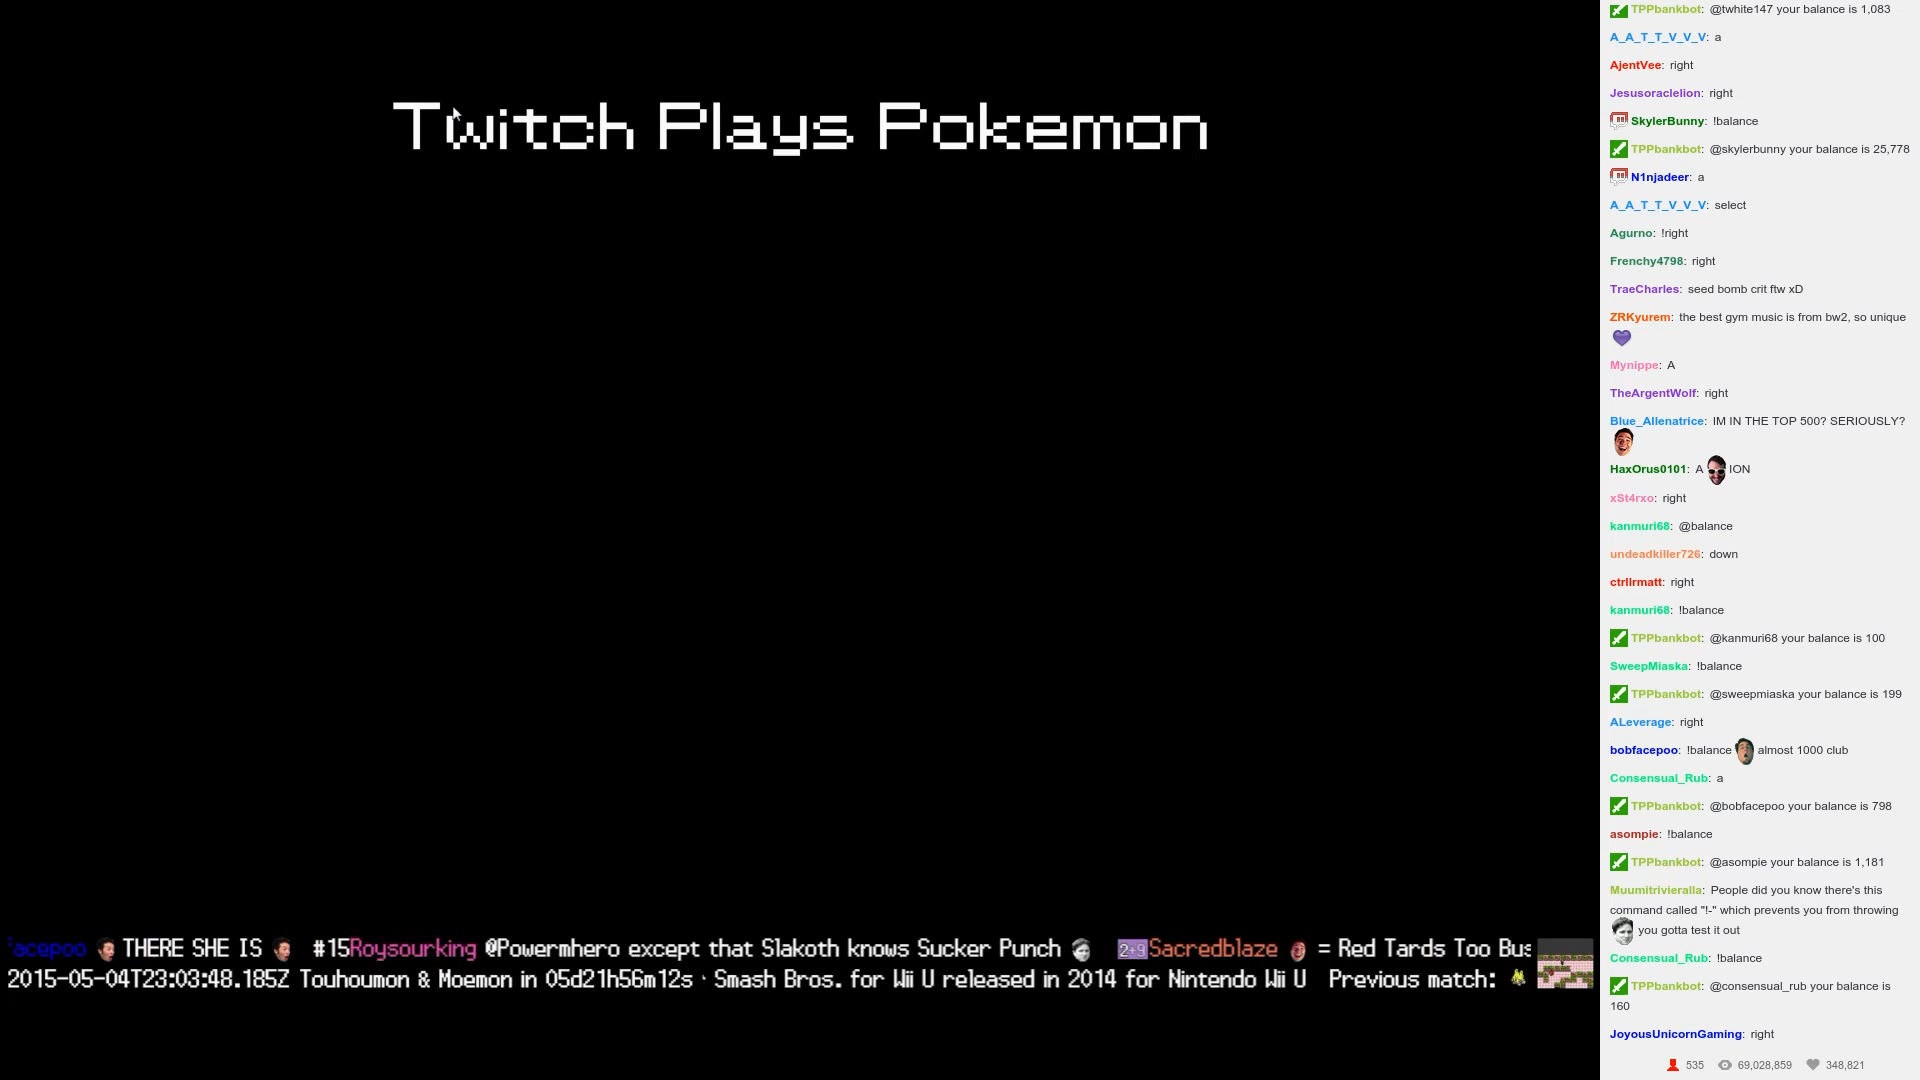 Twitch Plays Pokemon
acepoo THERE SHE IS #15Roysourking @Powermhero except that Slakoth knows Sucker Punch 2+9 Sacredblaze = Red Tards Too Bus
2015-05-04T23:03:48.185Z Touhoumon & Moemon in 05d21h56m12s · Smash Bros. for Wii U released in 2014 for Nintendo Wii U Previous match:
TPPbankbot: @twhite147 your balance is 1,083
A_A_T_T_V_V_V: a
AjentVee: right
Jesusoraclelion: right
SkylerBunny: !balance
TPPbankbot: @skylerbunny your balance is 25,778
N1njadeer: a
A_A_T_T_V_V_V: select
Agurno: !right
Frenchy4798: right
TraeCharles: seed bomb crit ftw xD
ZRKyurem: the best gym music is from bw2, so unique
Mynippe: A
TheArgentWolf: right
Blue_Allenatrice: IM IN THE TOP 500? SERIOUSLY?
HaxOrus0101: A ION
xSt4rxo: right
kanmuri68: @balance
undeadkiller726: down
ctrllrmatt: right
kanmuri68: !balance
TPPbankbot: @kanmuri68 your balance is 100
SweepMiaska: !balance
TPPbankbot: @sweepmiaska your balance is 199
ALeverage: right
bobfacepoo: !balance almost 1000 club
Consensual_Rub: a
TPPbankbot: @bobfacepoo your balance is 798
asompie: !balance
TPPbankbot: @asompie your balance is 1,181
Muumitrivieralla: People did you know there's this
command called "!-" which prevents you from throwing
you gotta test it out
Consensual_Rub: !balance
TPPbankbot: @consensual_rub your balance is
160
JoyousUnicornGaming: right
535 69,028,859 348,821